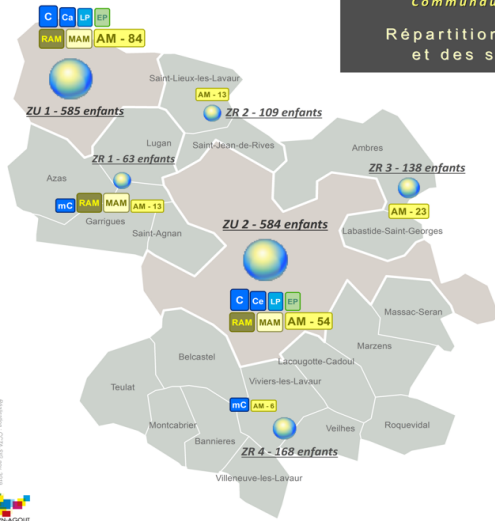 Répartition
et des s
C Ca LP EP
RAM MAM AM - 84
ZU 1 - 585 enfants
Saint-Lieux-les-Lavaur
AM - 13
ZR 2 - 109 enfants
Lugan
Saint-Jean-de-Rives
Ambres
ZR 1 - 63 enfants
ZR 3 - 138 enfants
Azas
mC RAM MAM AM - 13
AM - 23
Garrigues
Saint-Agnan
ZU 2 - 584 enfants
Labastide-Saint-Georges
C Ce LP EP
RAM MAM AM - 54
Massac-Seran
Marzens
Belcastel
Lacougotte-Cadoul
Teulat
Viviers-les-Lavaur
mC AM - 6
Montcabrier
Bannieres
Veilhes
Roquevidal
ZR 4 - 168 enfants
Villeneuve-les-Lavaur